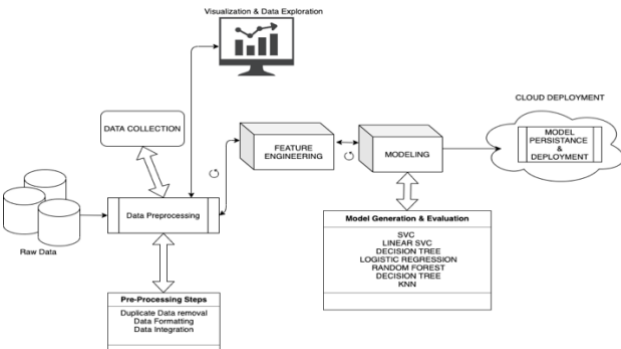 Visualization & Data Exploration
CLOUD DEPLOYMENT
DATA COLLECTION
FEATURE
ENGINEERING
MODELING
MODEL
PERSISTANCE
&
DEPLOYMENT
Data Preprocessing
Raw Data
Model Generation & Evaluation
SVC
LINEAR SVC
DECISION TREE
LOGISTIC REGRESSION
RANDOM FOREST
DECISION TREE
KNN
Pre-Processing Steps
Duplicate Data removal
Data Formatting
Data Integration